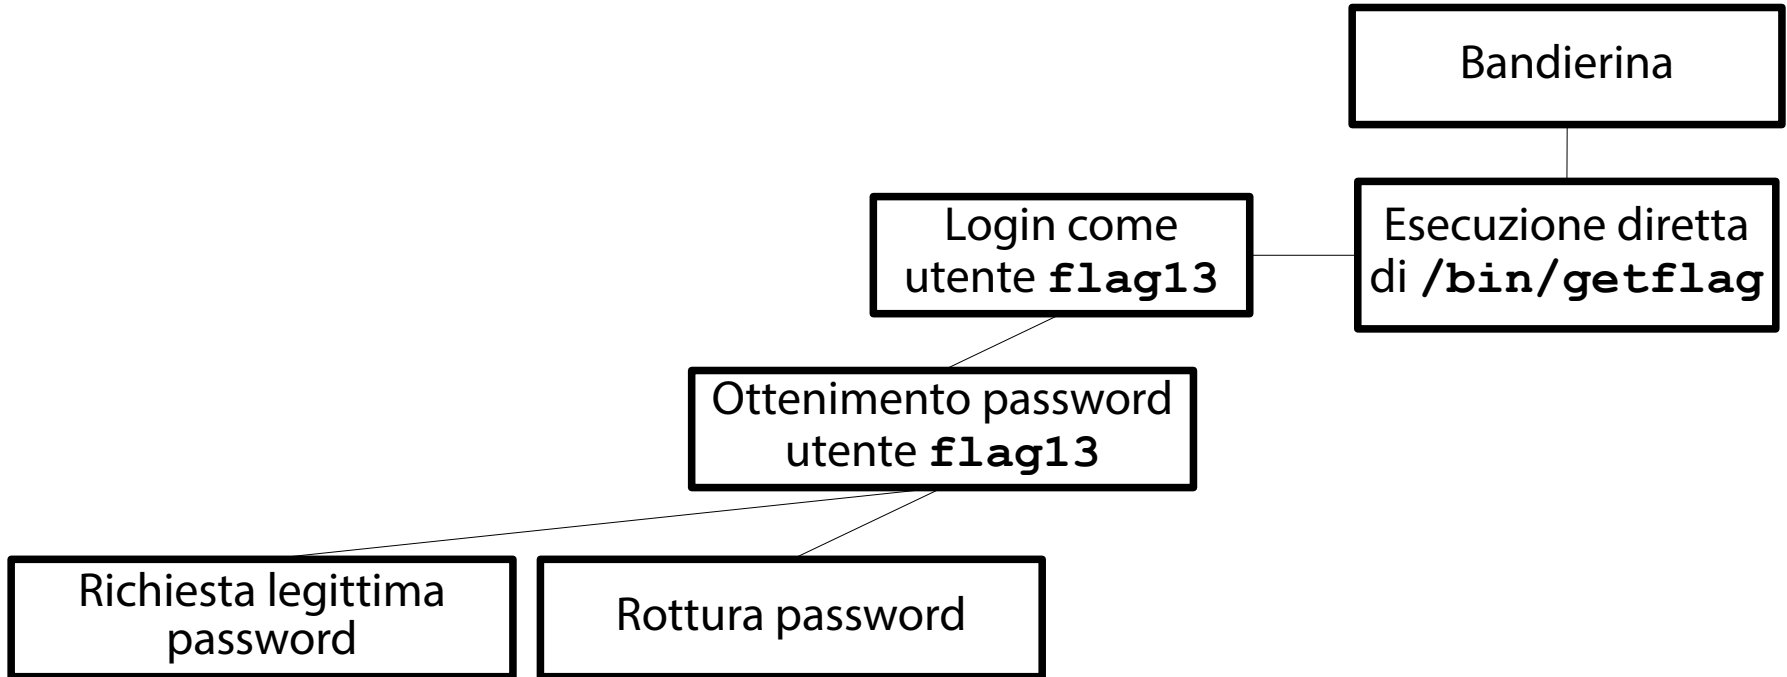 Bandierina
Login come
utente flag13
Esecuzione diretta
di /bin/getflag
Ottenimento password
utente flag13
Richiesta legittima
password
Rottura password